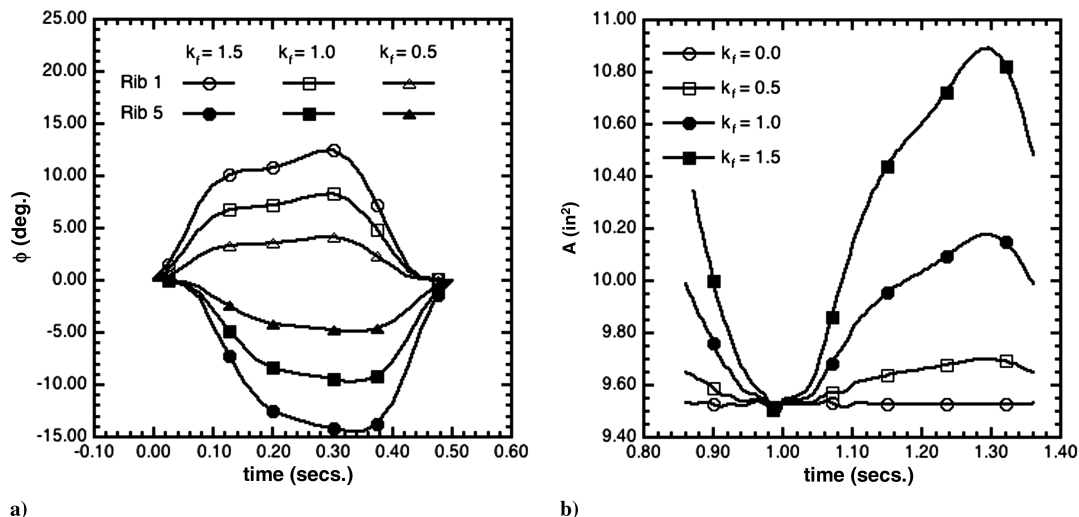 25.00
20.00
15.00
10.00
5.00
0.00
-5.00
-10.00
-15.00
ϕ (deg.)
k_f = 1.5 k_f = 1.0 k_f = 0.5
Rib 1
Rib 5
-0.10 0.00 0.10 0.20 0.30 0.40 0.50 0.60
time (secs.)
a)
11.00
10.80
10.60
10.40
10.20
10.00
9.80
9.60
9.40
A (in²)
k_f = 0.0
k_f = 0.5
k_f = 1.0
k_f = 1.5
0.80 0.90 1.00 1.10 1.20 1.30 1.40
time (secs.)
b)